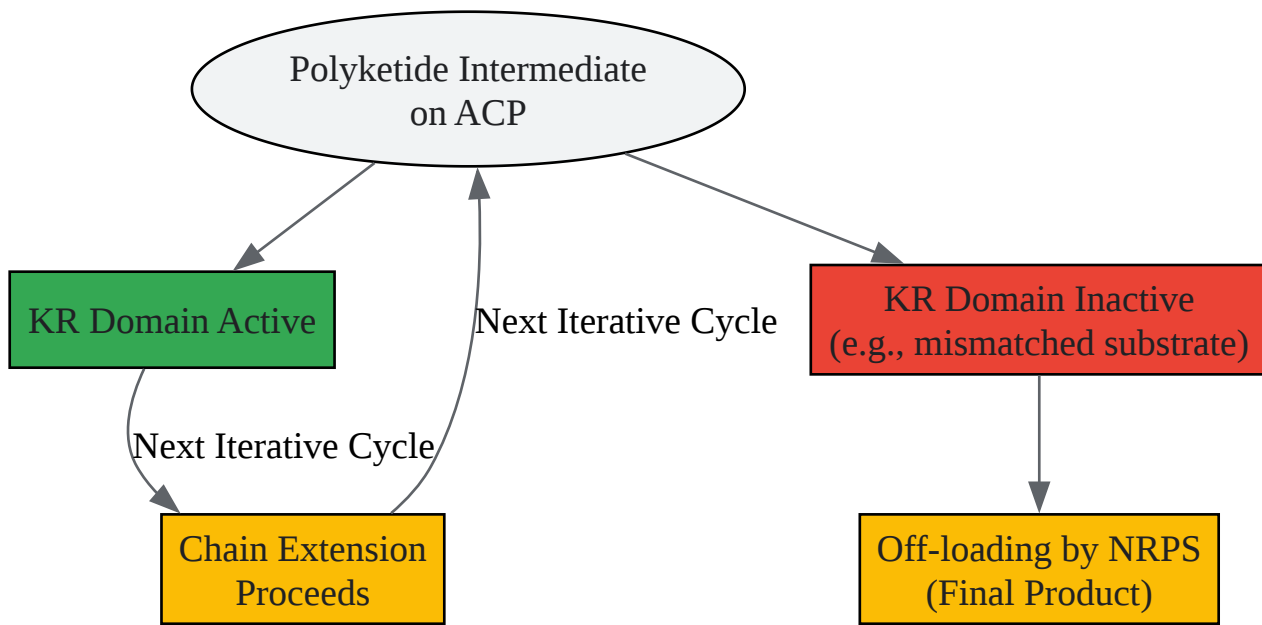 Polyketide Intermediate
on ACP
KR Domain Active
Next Iterative Cycle
KR Domain Inactive
(e.g., mismatched substrate)
Next Iterative Cycle
Chain Extension
Proceeds
Off-loading by NRPS
(Final Product)